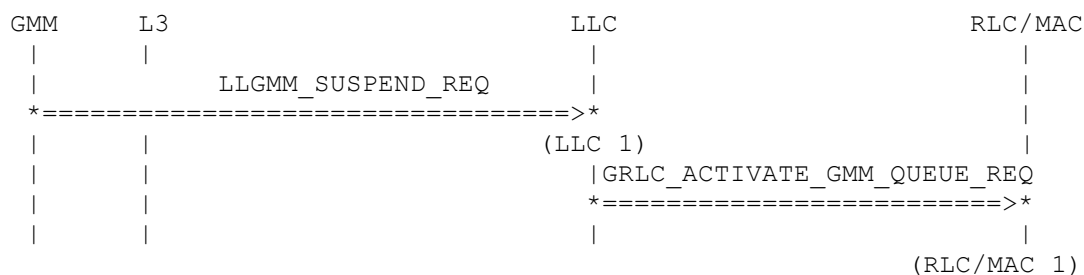 GMM L3 LLC RLC/MAC
| | | |
| LLGMM_SUSPEND_REQ | |
*=================================>* |
| | (LLC 1) |
| | |GRLC_ACTIVATE_GMM_QUEUE_REQ
| | *=========================>*
| | | |
(RLC/MAC 1)